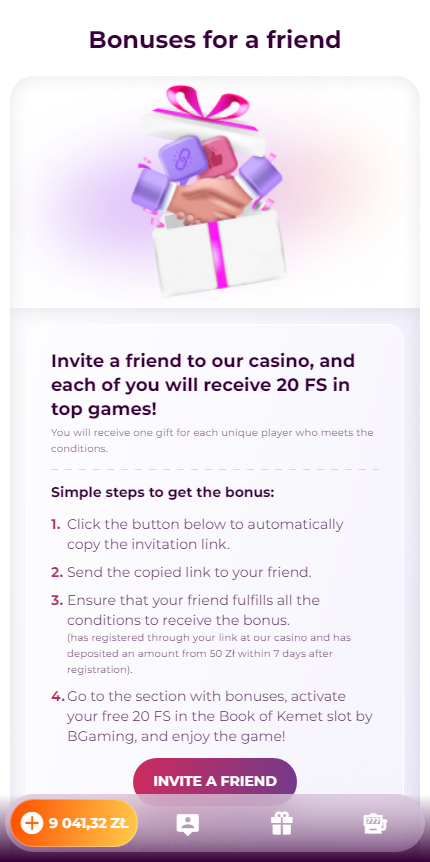 Bonuses for a friend
Invite a friend to our casino, and
each of you will receive 20 FS in
top games!
You will receive one gift for each unique player who meets the
conditions.
Simple steps to get the bonus:
1. Click the button below to automatically
copy the invitation link.
2. Send the copied link to your friend.
3. Ensure that your friend fulfills all the
conditions to receive the bonus.
(has registered through your link at our casino and has
deposited an amount from 50 Zł within 7 days after
registration).
4. Go to the section with bonuses, activate
your free 20 FS in the Book of Kemet slot by
BGaming, and enjoy the game!
INVITE A FRIEND
9 041,32 ZŁ
777